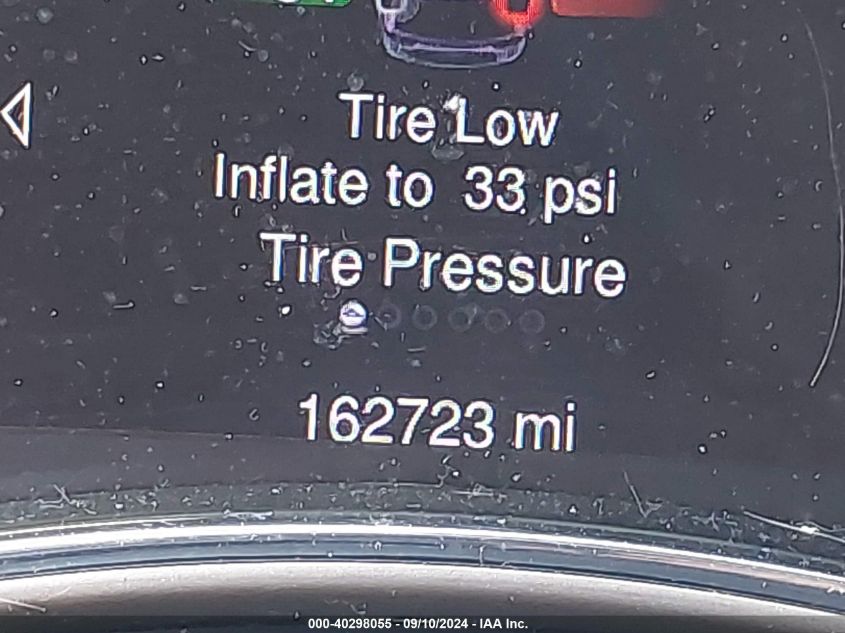 Tire Low
Inflate to 33 psi
Tire Pressure
162723 mi
000-40298055 - 09/10/2024 - IAA Inc.